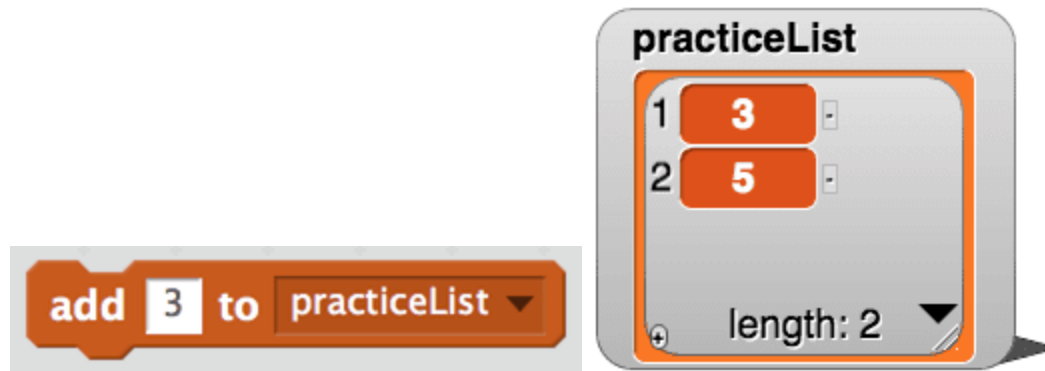 add 3 to practiceList
practiceList
1 3 -
2 5 -
+ length: 2